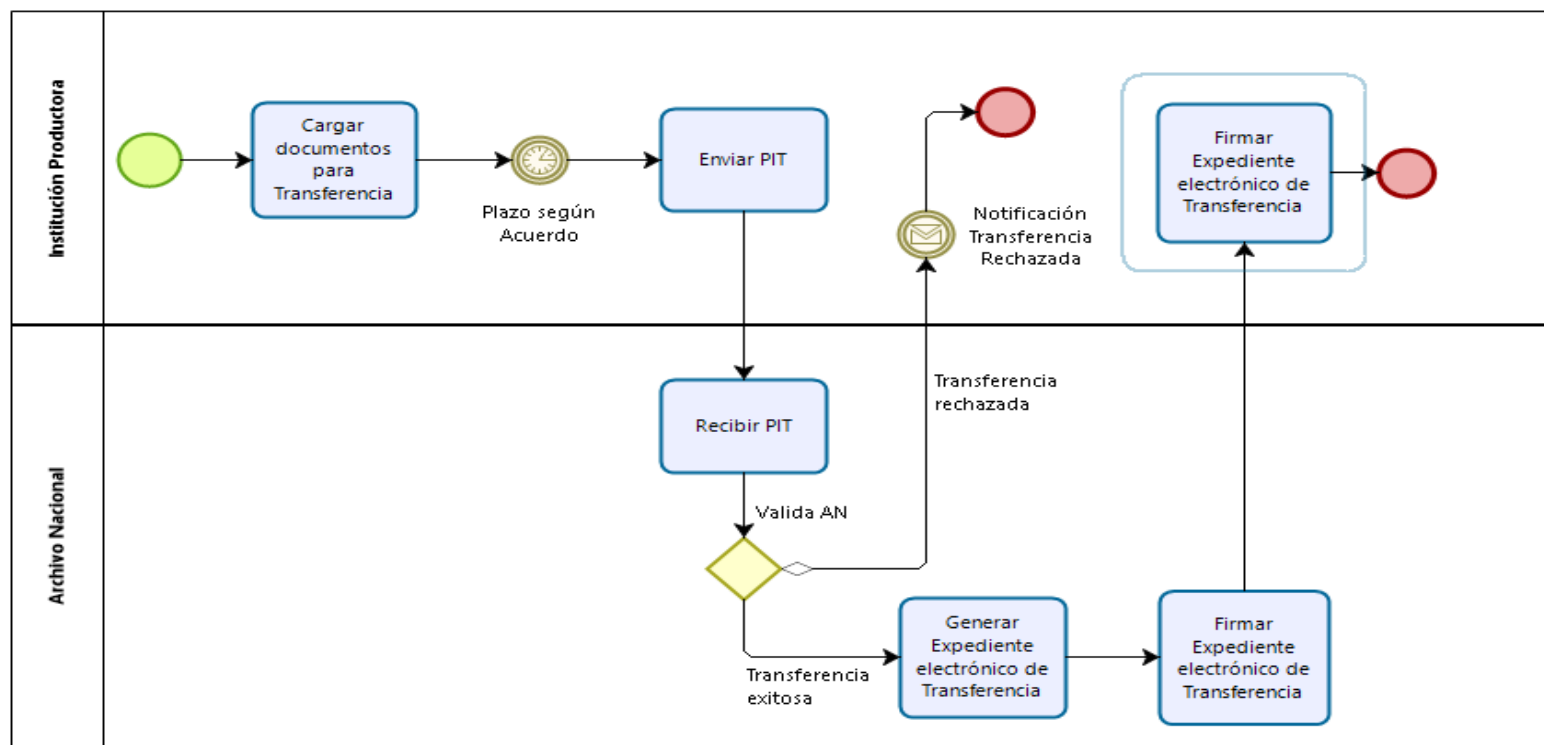 Institución Productora
Cargar
documentos
para
Transferencia
Plazo según
Acuerdo
Enviar PIT
Notificación
Transferencia
Rechazada
Firmar
Expediente
electrónico de
Transferencia
Archivo Nacional
Recibir PIT
Transferencia
rechazada
Valida AN
Transferencia
exitosa
Generar
Expediente
electrónico de
Transferencia
Firmar
Expediente
electrónico de
Transferencia